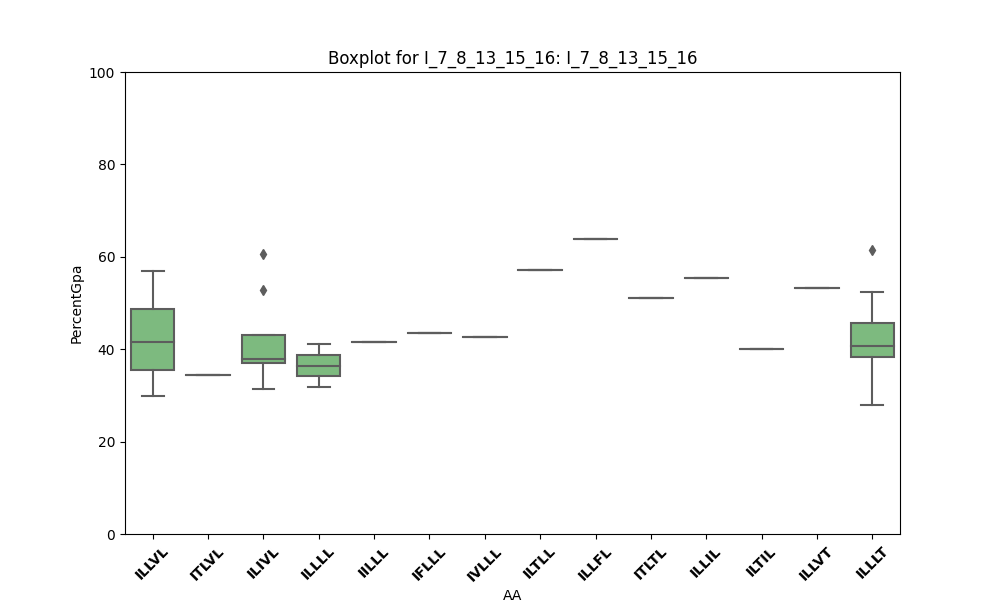 Boxplot for I_7_8_13_15_16: I_7_8_13_15_16
100
80
60
40
20
0
PercentGpa
ILLVL
ITLVL
ILIVL
ILLLL
IILLL
IFLLL
IVLLL
ILTLL
ILLFL
ITLTL
ILLIL
ILTIL
ILLVT
ILLLT
AA